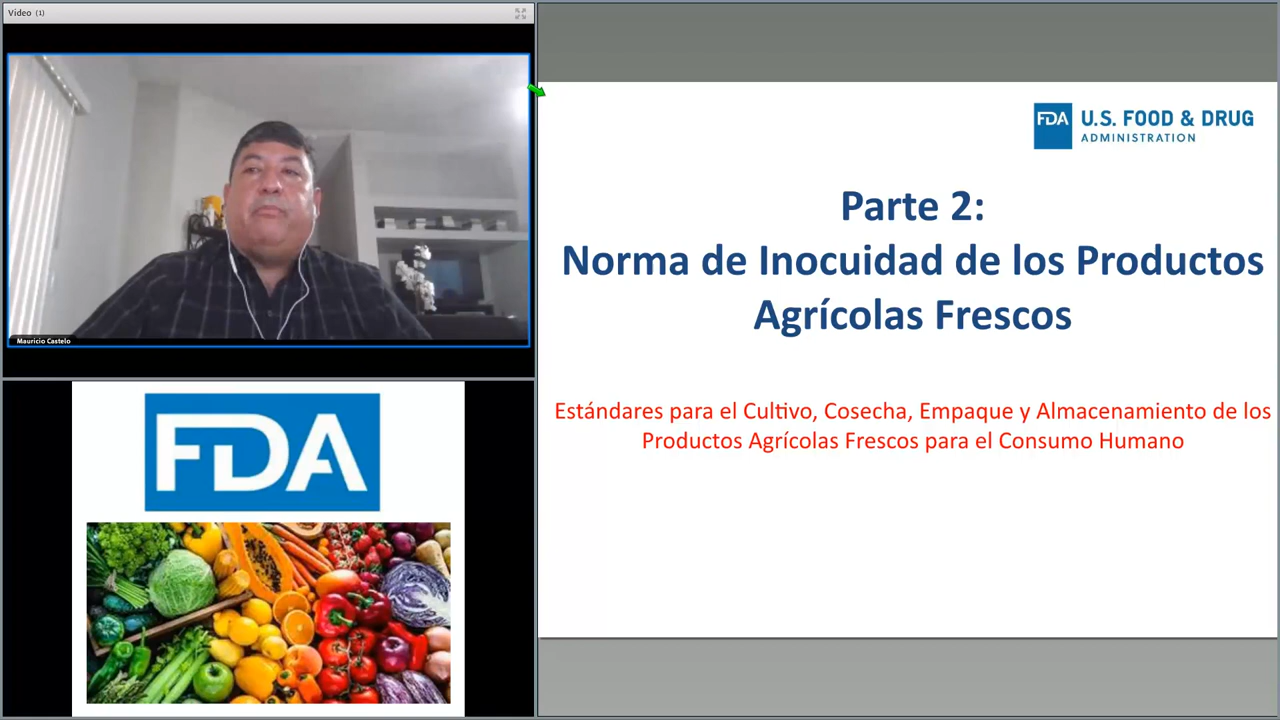 Vídeo (1)
Mauricio Castelo
FDA
FDA U.S. FOOD & DRUG
ADMINISTRATION
Parte 2:
Norma de Inocuidad de los Productos
Agrícolas Frescos
Estándares para el Cultivo, Cosecha, Empaque y Almacenamiento de los
Productos Agrícolas Frescos para el Consumo Humano